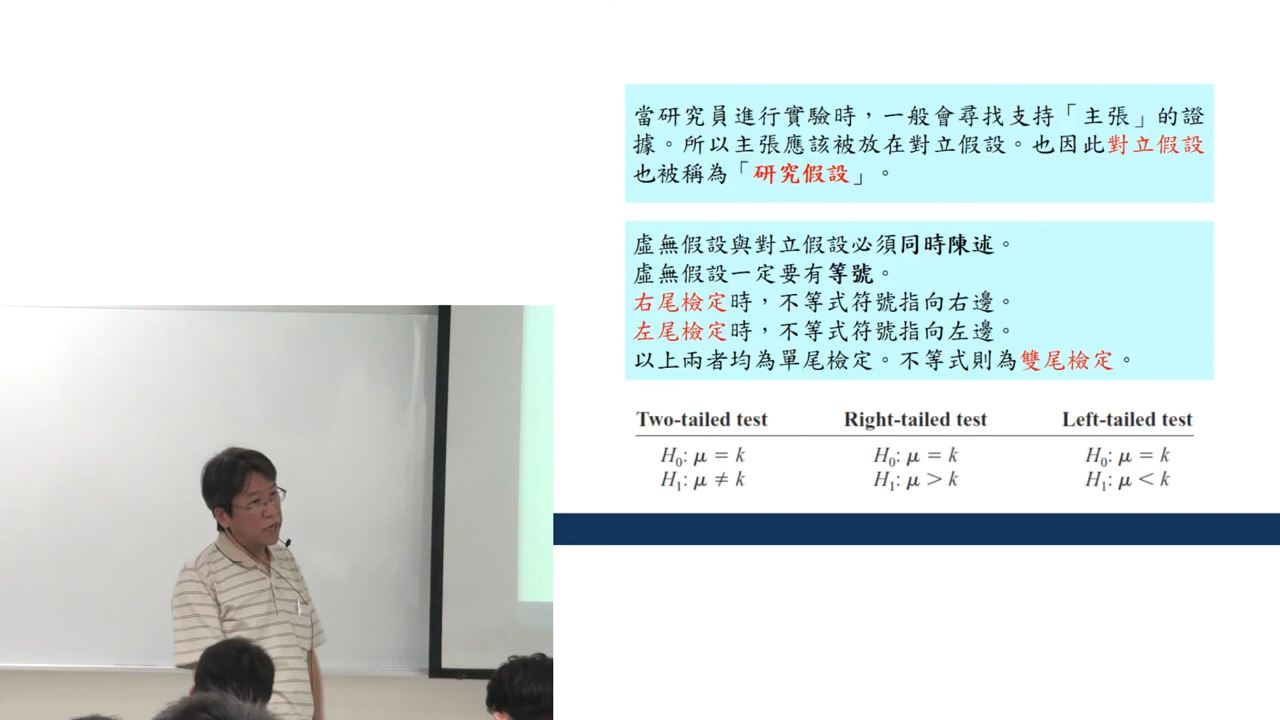 當研究員進行實驗時，一般會尋找支持「主張」的證
據。所以主張應該被放在對立假設。也因此對立假設
也被稱為「研究假設」。
虛無假設與對立假設必須同時陳述。
虛無假設一定要有等號。
右尾檢定時，不等式符號指向右邊。
左尾檢定時，不等式符號指向左邊。
以上兩者均為單尾檢定。不等式則為雙尾檢定。
Two-tailed test Right-tailed test Left-tailed test
H₀: μ = k H₀: μ = k H₀: μ = k
H₁: μ ≠ k H₁: μ > k H₁: μ < k